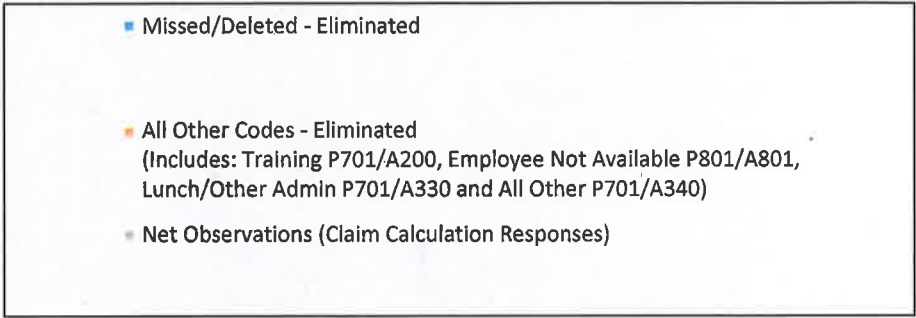 Missed/Deleted - Eliminated
All Other Codes - Eliminated
(Includes: Training P701/A200, Employee Not Available P801/A801,
Lunch/Other Admin P701/A330 and All Other P701/A340)
Net Observations (Claim Calculation Responses)